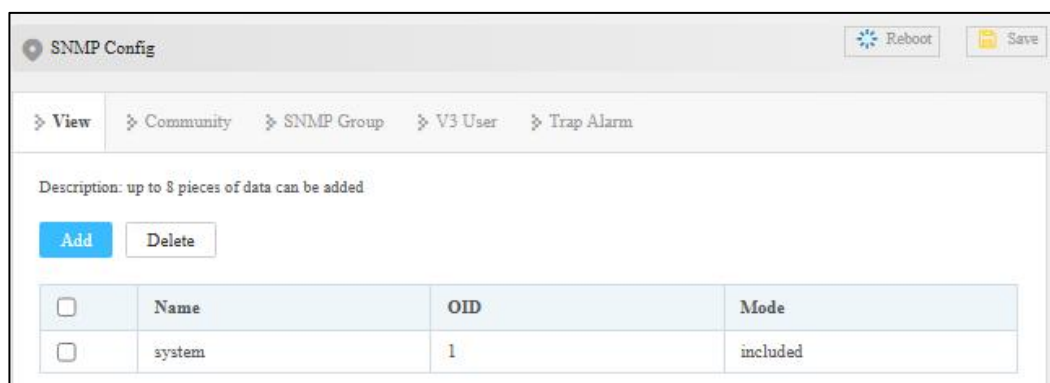 SNMP Config Reboot Save
View Community SNMP Group V3 User Trap Alarm
Description: up to 8 pieces of data can be added
Add Delete
Name OID Mode
system 1 included